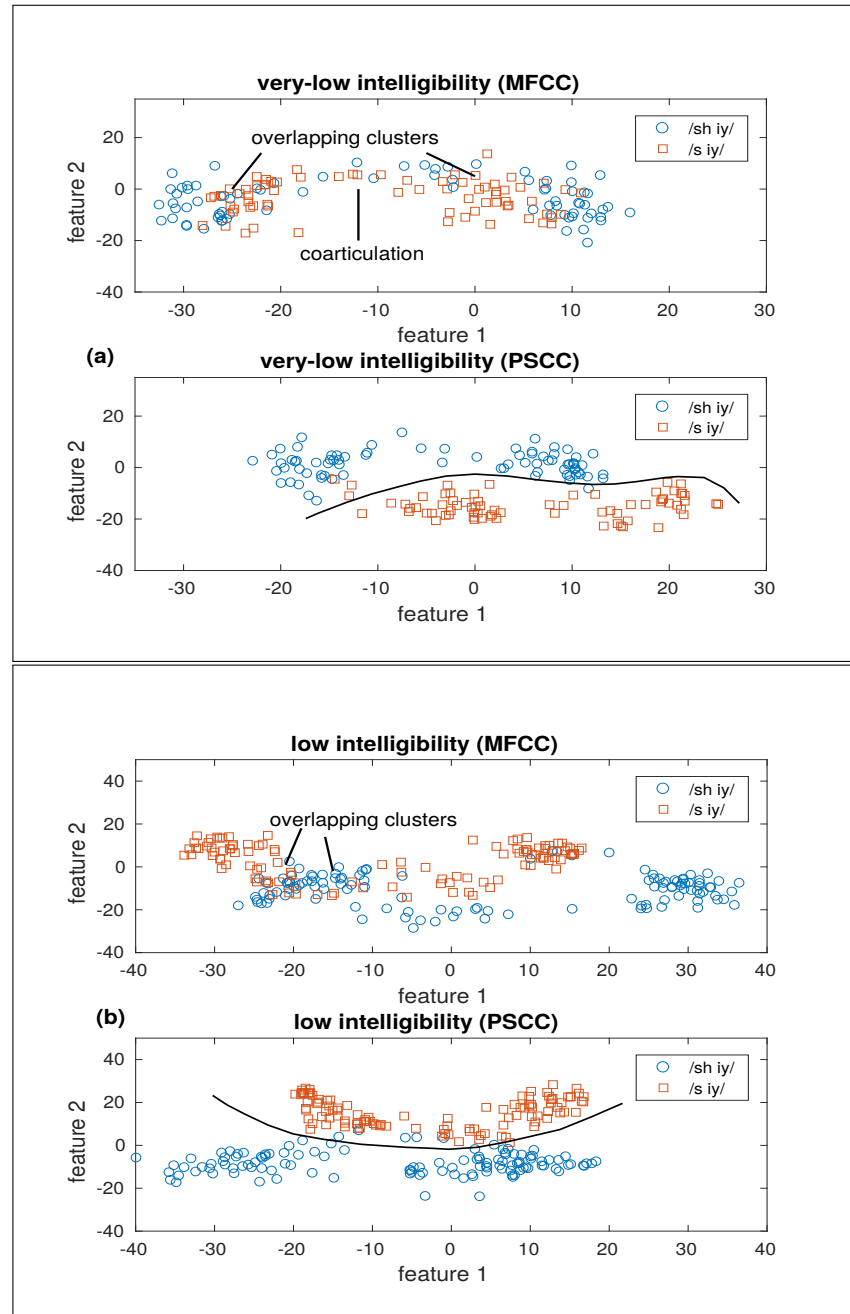 very-low intelligibility (MFCC)
20
0
-20
-40
feature 2
overlapping clusters
coarticulation
/sh iy/
/s iy/
-30 -20 -10 0 10 20 30
feature 1
(a)
very-low intelligibility (PSCC)
20
0
-20
-40
feature 2
/sh iy/
/s iy/
-30 -20 -10 0 10 20 30
feature 1
low intelligibility (MFCC)
40
20
0
-20
-40
feature 2
overlapping clusters
/sh iy/
/s iy/
-40 -30 -20 -10 0 10 20 30 40
feature 1
(b)
low intelligibility (PSCC)
40
20
0
-20
-40
feature 2
/sh iy/
/s iy/
-40 -30 -20 -10 0 10 20 30 40
feature 1